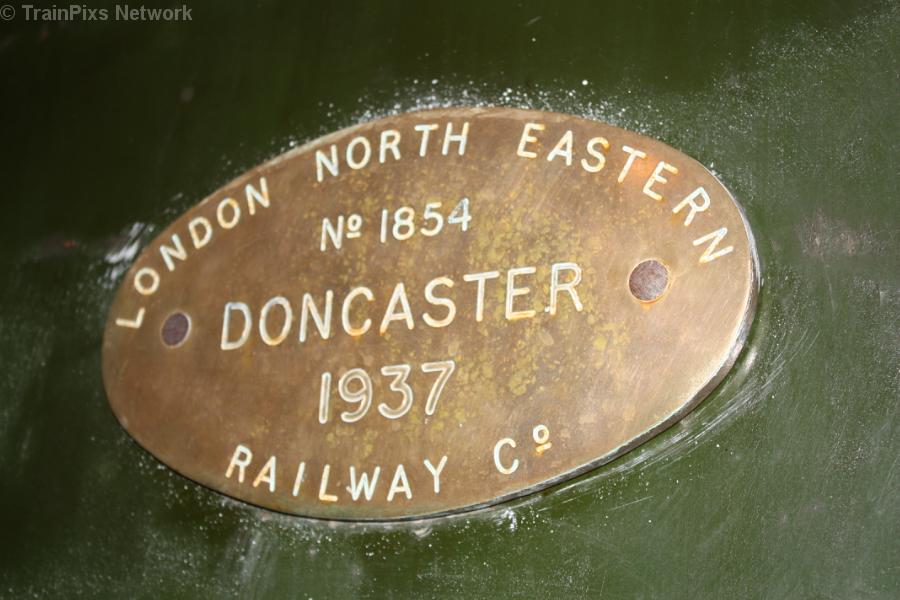 © TrainPixs Network
LONDON NORTH EASTERN
Nº 1854
DONCASTER
1937
RAILWAY Cº